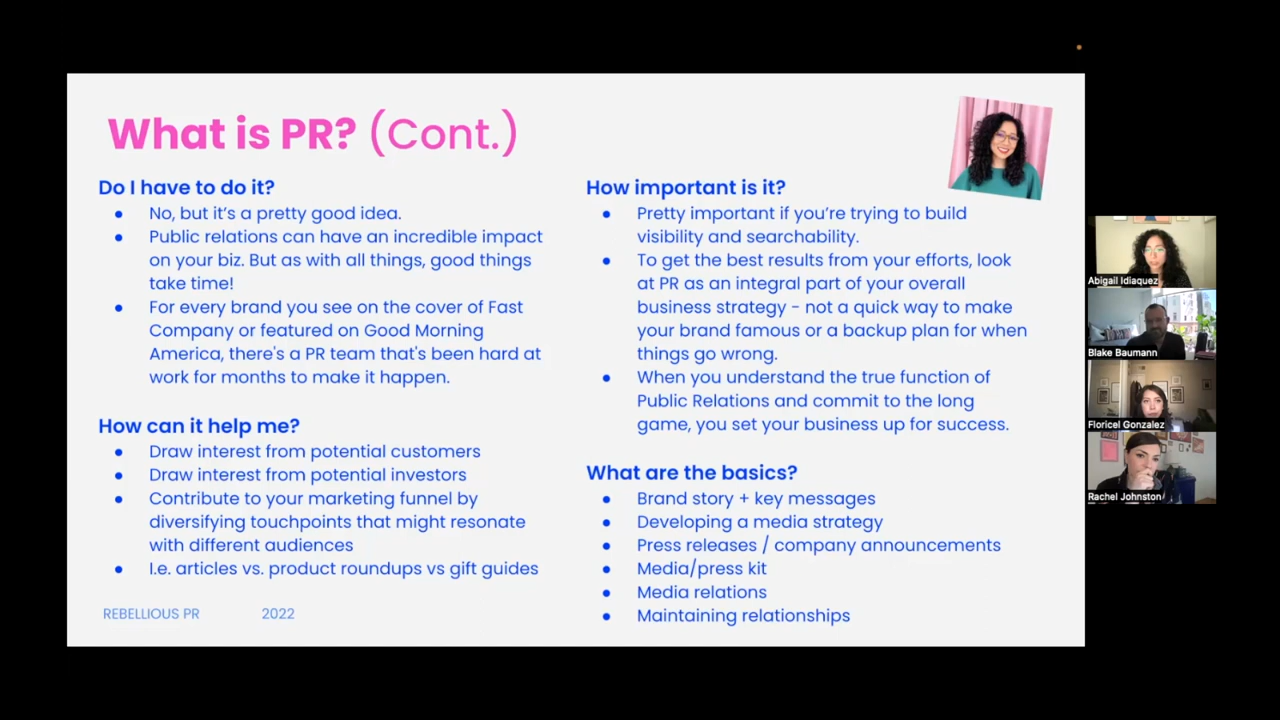 What is PR? (Cont.)
Do I have to do it?
● No, but it’s a pretty good idea.
● Public relations can have an incredible impact
on your biz. But as with all things, good things
take time!
● For every brand you see on the cover of Fast
Company or featured on Good Morning
America, there's a PR team that's been hard at
work for months to make it happen.
How can it help me?
● Draw interest from potential customers
● Draw interest from potential investors
● Contribute to your marketing funnel by
diversifying touchpoints that might resonate
with different audiences
● I.e. articles vs. product roundups vs gift guides
REBELLIOUS PR 2022
How important is it?
● Pretty important if you’re trying to build
visibility and searchability.
● To get the best results from your efforts, look
at PR as an integral part of your overall
business strategy - not a quick way to make
your brand famous or a backup plan for when
things go wrong.
● When you understand the true function of
Public Relations and commit to the long
game, you set your business up for success.
What are the basics?
● Brand story + key messages
● Developing a media strategy
● Press releases / company announcements
● Media/press kit
● Media relations
● Maintaining relationships
Abigail Idiaquez
Blake Baumann
Floricel Gonzalez
Rachel Johnston